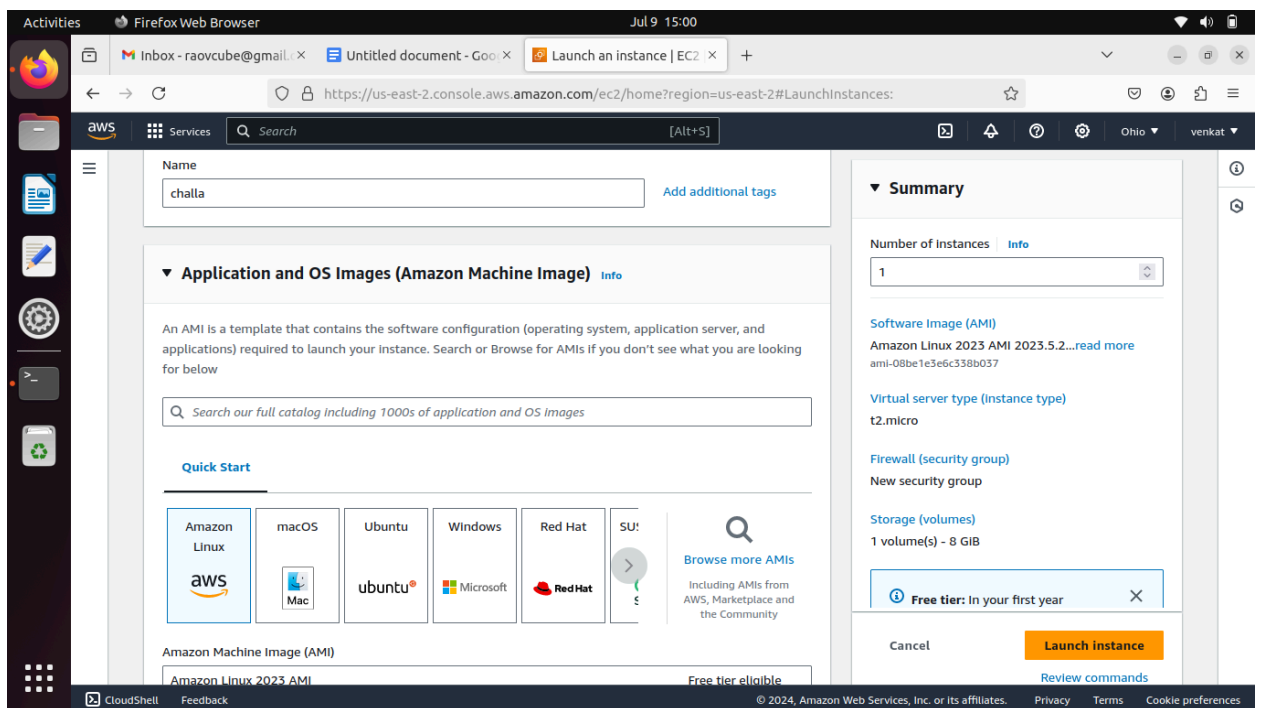 Activities
Firefox Web Browser
Jul 9 15:00
Inbox - raovcube@gmail.c
Untitled document - Goog
Launch an instance | EC2
https://us-east-2.console.aws.amazon.com/ec2/home?region=us-east-2#LaunchInstances:
aws
Services
Search
[Alt+S]
Ohio
venkat
Name
challa
Add additional tags
Application and OS Images (Amazon Machine Image)
Info
An AMI is a template that contains the software configuration (operating system, application server, and
applications) required to launch your instance. Search or Browse for AMIs if you don't see what you are looking
for below
Search our full catalog including 1000s of application and OS images
Quick Start
Amazon
Linux
aws
macOS
Mac
Ubuntu
ubuntu
Windows
Microsoft
Red Hat
Red Hat
SUS
S
Browse more AMIs
Including AMIs from
AWS, Marketplace and
the Community
Amazon Machine Image (AMI)
Amazon Linux 2023 AMI
Free tier eligible
Summary
Number of instances
Info
1
Software Image (AMI)
Amazon Linux 2023 AMI 2023.5.2...read more
ami-08be1e3e6c338b037
Virtual server type (instance type)
t2.micro
Firewall (security group)
New security group
Storage (volumes)
1 volume(s) - 8 GiB
Free tier: In your first year
Cancel
Launch instance
Review commands
CloudShell
Feedback
© 2024, Amazon Web Services, Inc. or its affiliates.
Privacy
Terms
Cookie preferences